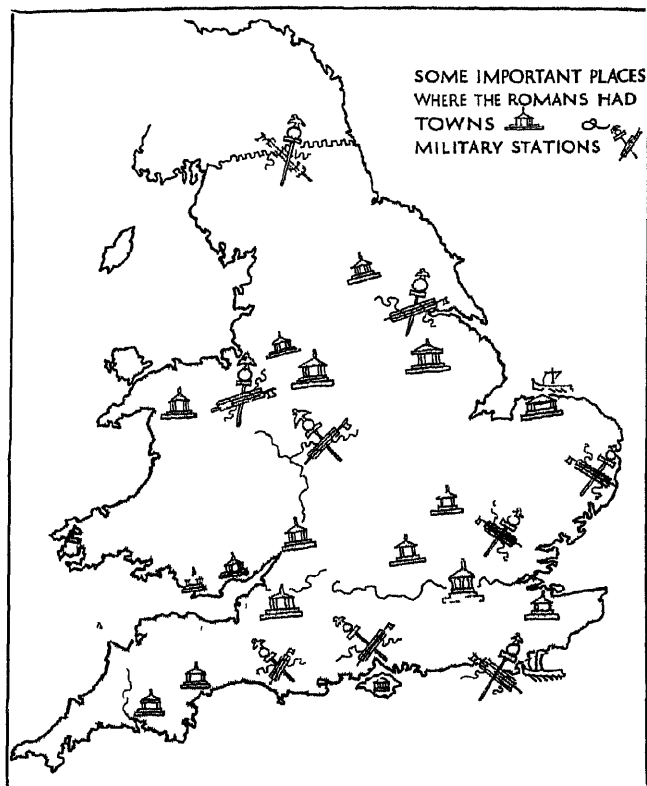 SOME IMPORTANT PLACES
WHERE THE ROMANS HAD
TOWNS &
MILITARY STATIONS